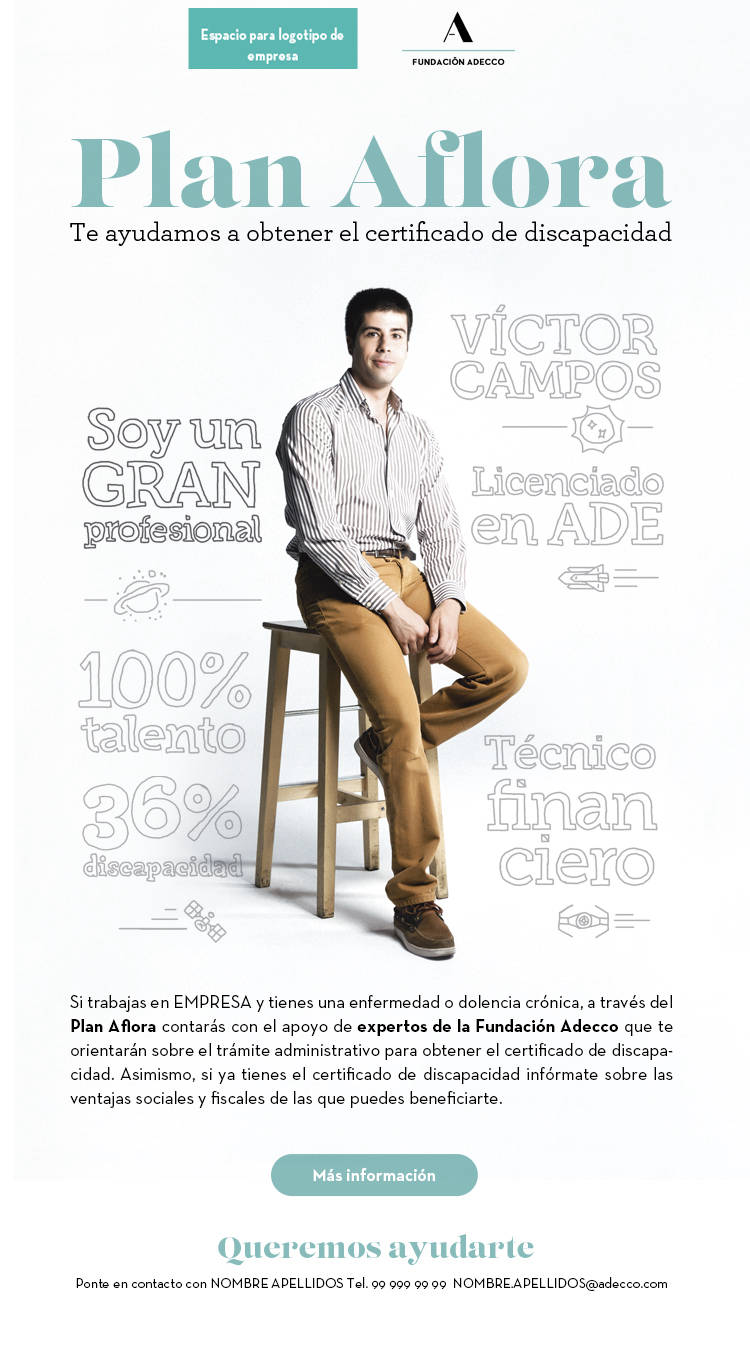 Espacio para logotipo de
empresa
A
FUNDACIÓN ADECCO
Plan Aflora
Te ayudamos a obtener el certificado de discapacidad
VÍCTOR
CAMPOS
Soy un
GRAN
profesional
Licenciado
en ADE
100%
talento
36%
discapacidad
Técnico
finan
ciero
Si trabajas en EMPRESA y tienes una enfermedad o dolencia crónica, a través del
Plan Aflora contarás con el apoyo de expertos de la Fundación Adecco que te
orientarán sobre el trámite administrativo para obtener el certificado de discapa-
cidad. Asimismo, si ya tienes el certificado de discapacidad infórmate sobre las
ventajas sociales y fiscales de las que puedes beneficiarte.
Más información
Queremos ayudarte
Ponte en contacto con NOMBRE APELLIDOS Tel. 99 999 99 99 NOMBRE.APELLIDOS@adecco.com